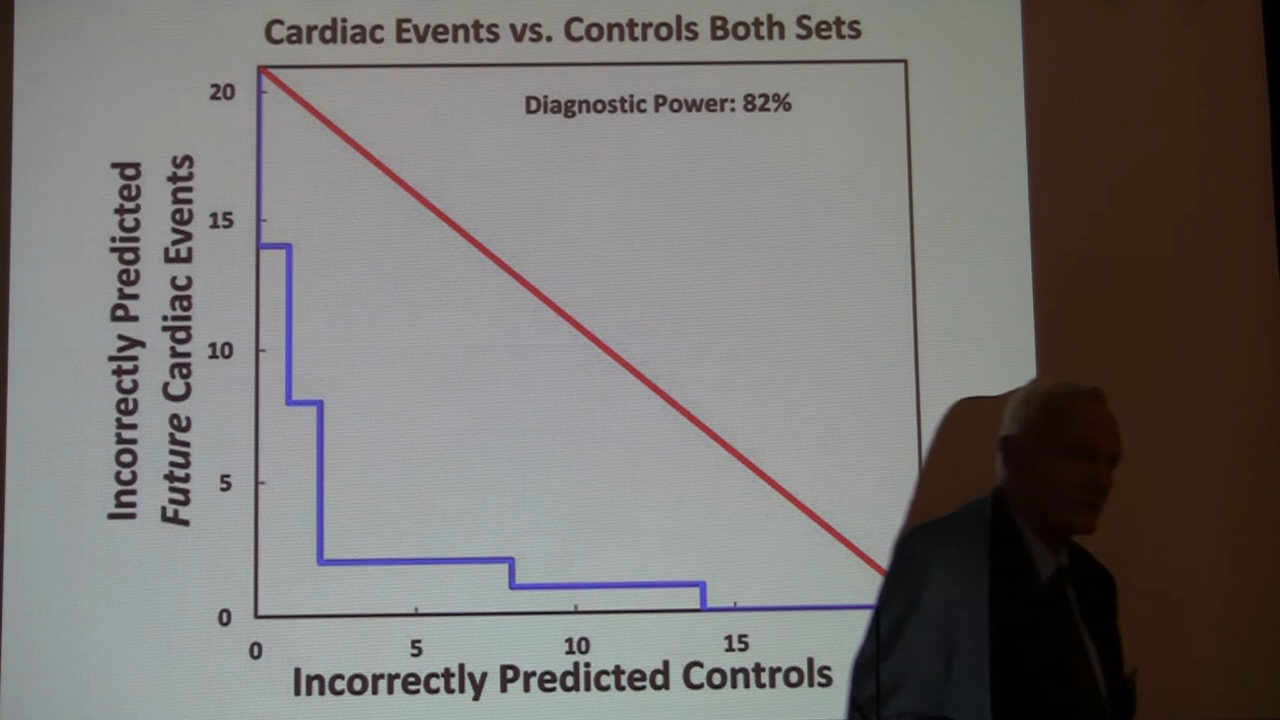 Cardiac Events vs. Controls Both Sets
Diagnostic Power: 82%
Incorrectly Predicted
Future Cardiac Events
20
15
10
5
0
0
5
10
15
Incorrectly Predicted Controls